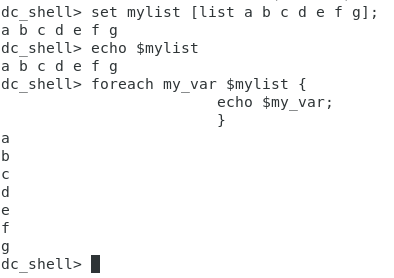 dc_shell> set mylist [list a b c d e f g];
a b c d e f g
dc_shell> echo $mylist
a b c d e f g
dc_shell> foreach my_var $mylist {
echo $my_var;
}
a
b
c
d
e
f
g
dc_shell>